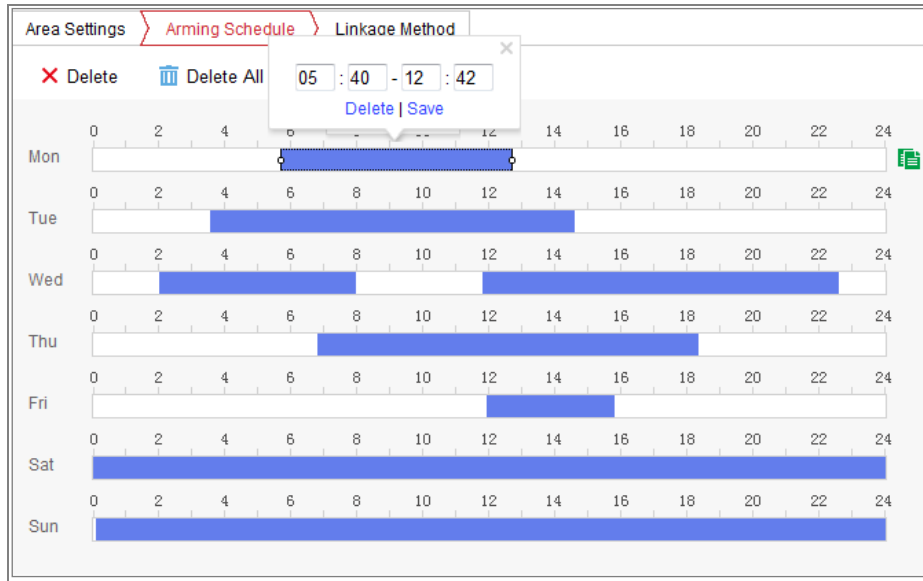 Area Settings Arming Schedule Linkage Method
Delete Delete All
05 : 40 - 12 : 42
Delete | Save
0 2 4 6 12 14 16 18 20 22 24
Mon
0 2 4 6 8 10 12 14 16 18 20 22 24
Tue
0 2 4 6 8 10 12 14 16 18 20 22 24
Wed
0 2 4 6 8 10 12 14 16 18 20 22 24
Thu
0 2 4 6 8 10 12 14 16 18 20 22 24
Fri
0 2 4 6 8 10 12 14 16 18 20 22 24
Sat
0 2 4 6 8 10 12 14 16 18 20 22 24
Sun